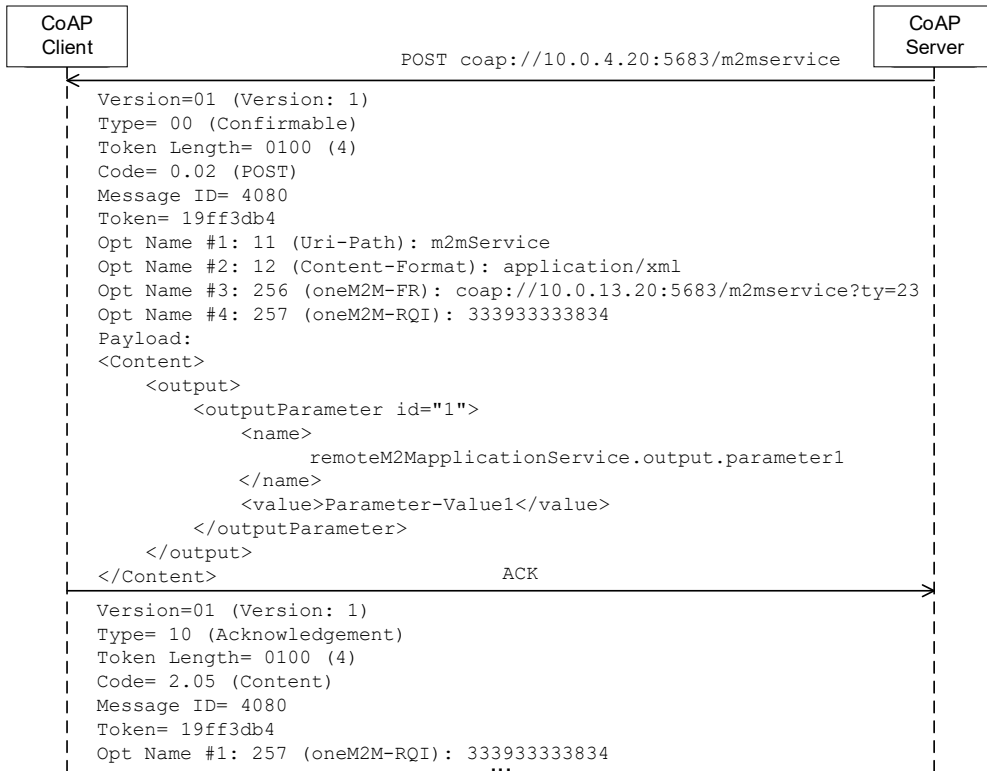 CoAP
Client
CoAP
Server
POST coap://10.0.4.20:5683/m2mservice
Version=01 (Version: 1)
Type= 00 (Confirmable)
Token Length= 0100 (4)
Code= 0.02 (POST)
Message ID= 4080
Token= 19ff3db4
Opt Name #1: 11 (Uri-Path): m2mService
Opt Name #2: 12 (Content-Format): application/xml
Opt Name #3: 256 (oneM2M-FR): coap://10.0.13.20:5683/m2mservice?ty=23
Opt Name #4: 257 (oneM2M-RQI): 333933333834
Payload:
<Content>
<output>
<outputParameter id="1">
<name>
remoteM2MapplicationService.output.parameter1
</name>
<value>Parameter-Value1</value>
</outputParameter>
</output>
</Content>
ACK
Version=01 (Version: 1)
Type= 10 (Acknowledgement)
Token Length= 0100 (4)
Code= 2.05 (Content)
Message ID= 4080
Token= 19ff3db4
Opt Name #1: 257 (oneM2M-RQI): 333933333834
...